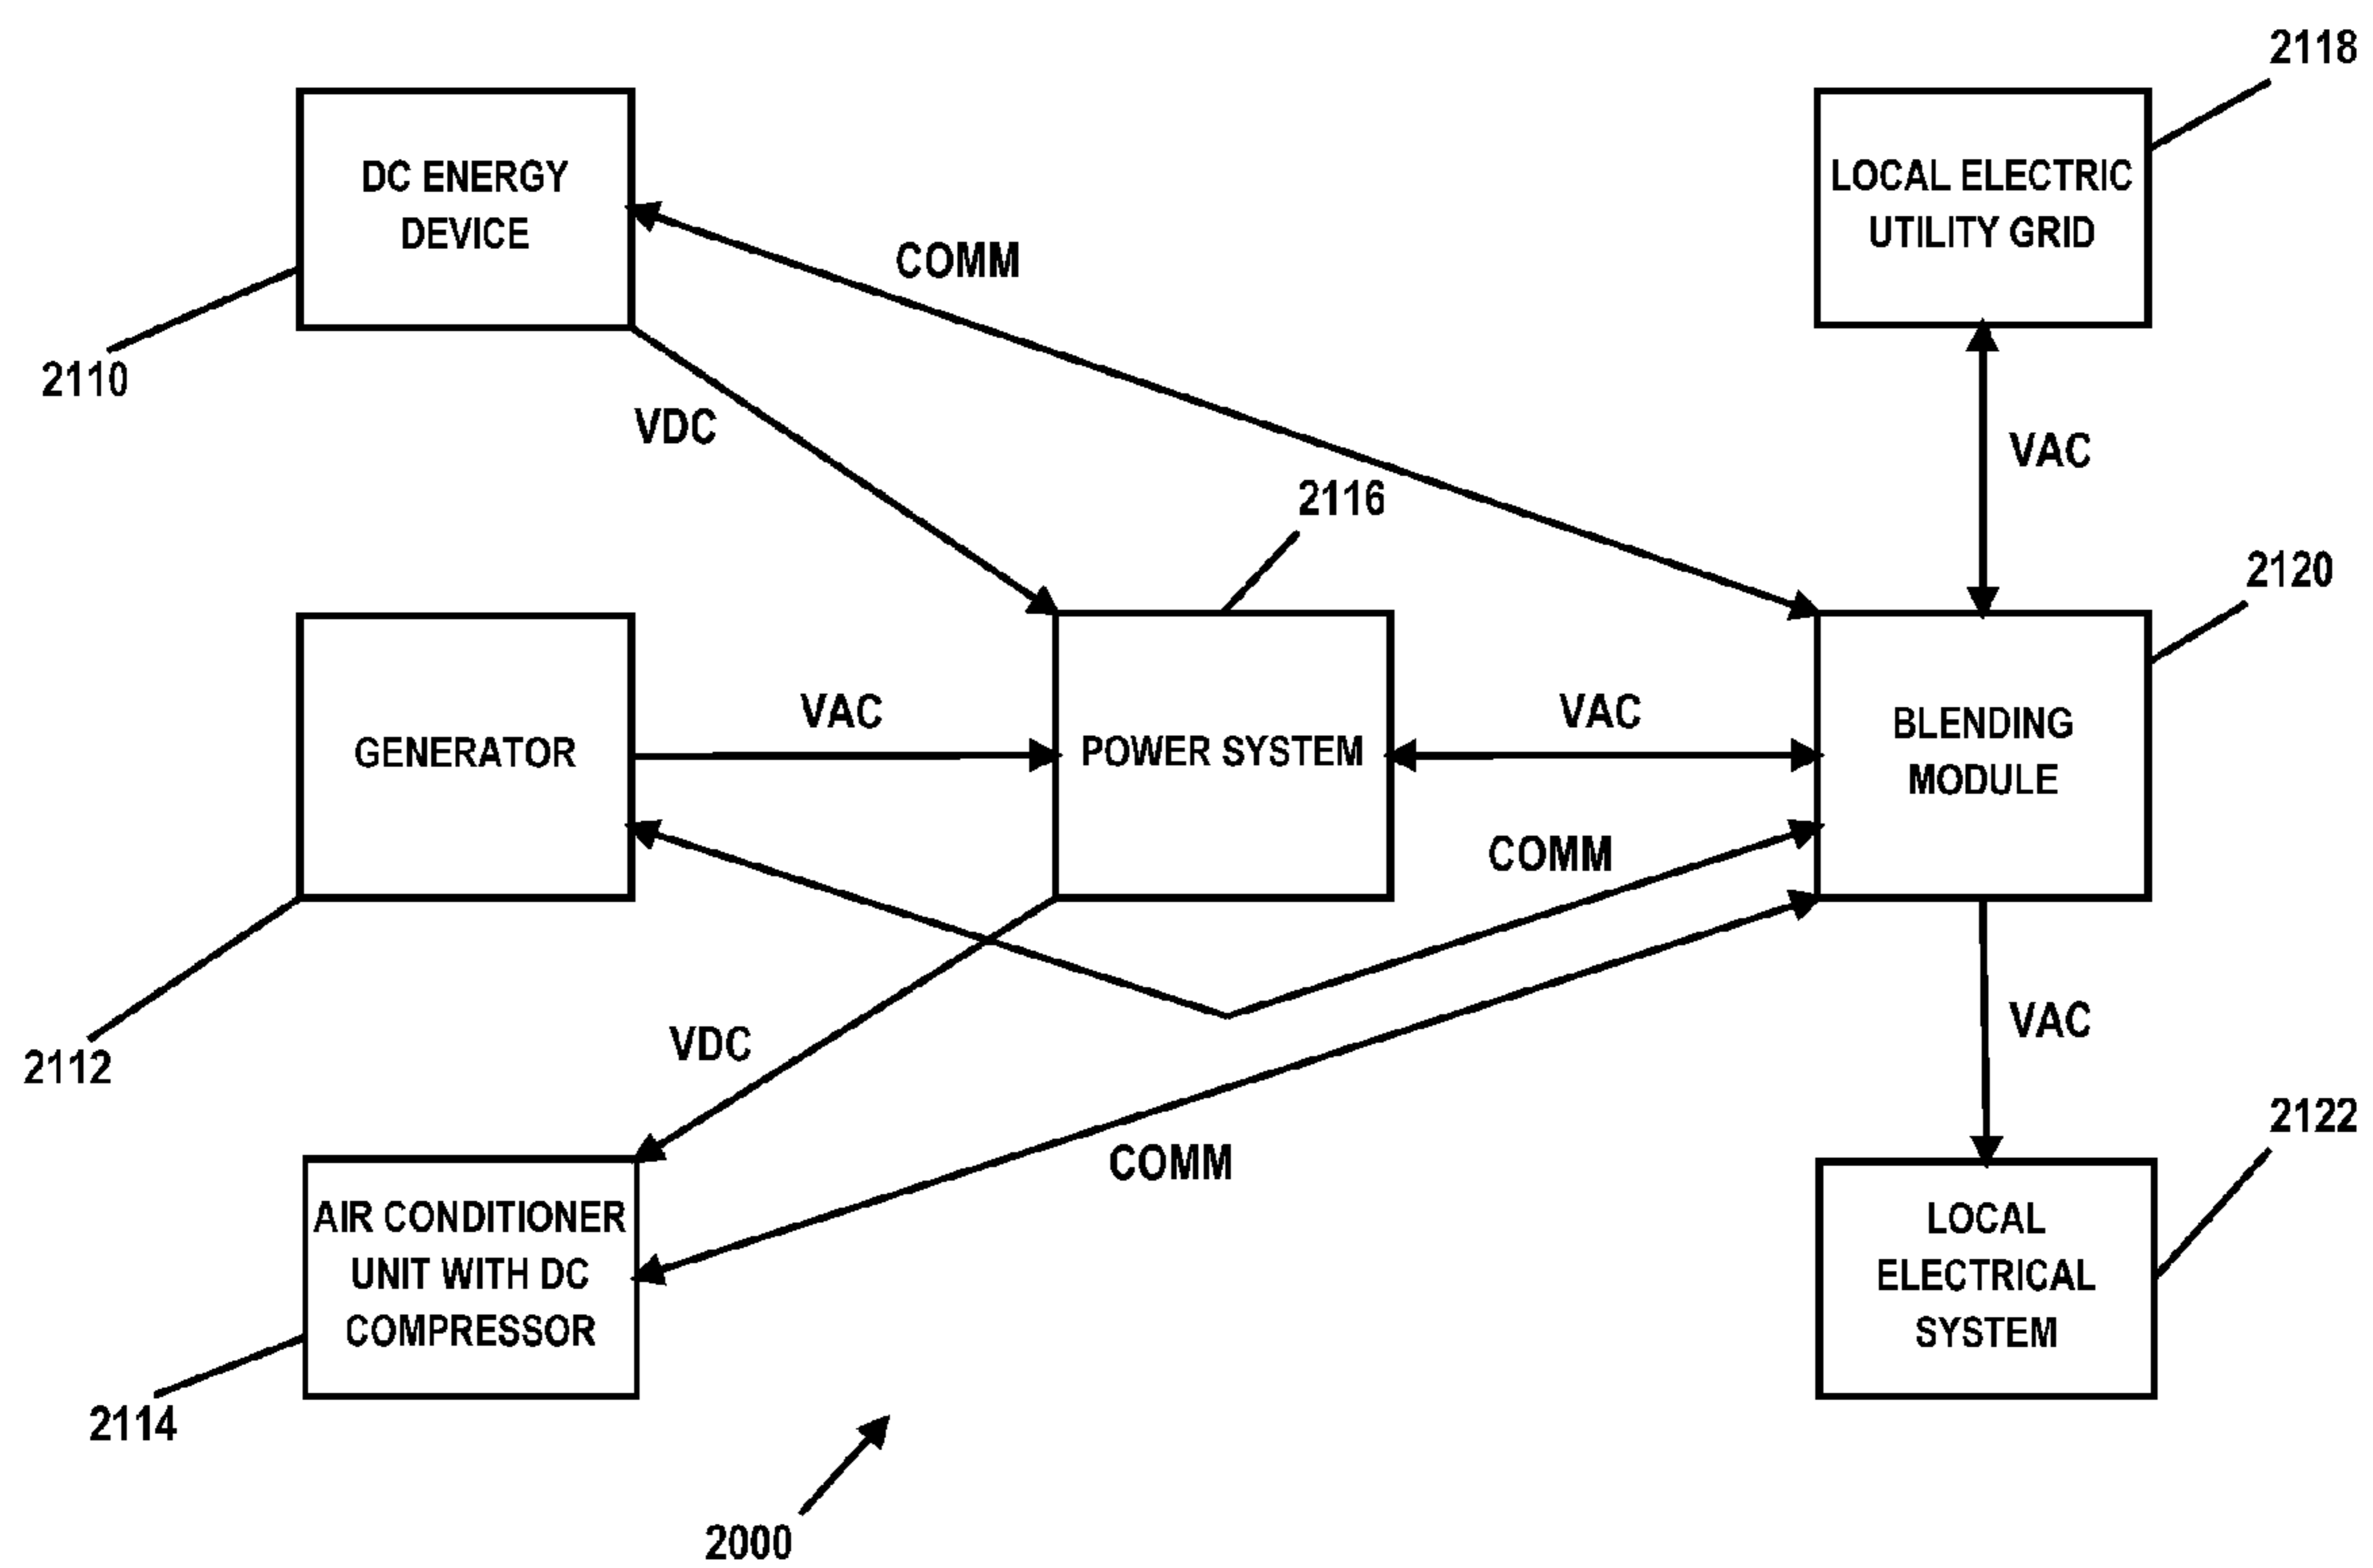 2118
DC ENERGY
DEVICE
LOCAL ELECTRIC
UTILITY GRID
COMM
2110
VDC
VAC
2116
2120
GENERATOR
VAC
POWER SYSTEM
VAC
BLENDING
MODULE
COMM
2112
VDC
VAC
COMM
2122
AIR CONDITIONER
UNIT WITH DC
COMPRESSOR
LOCAL
ELECTRICAL
SYSTEM
2114
2000